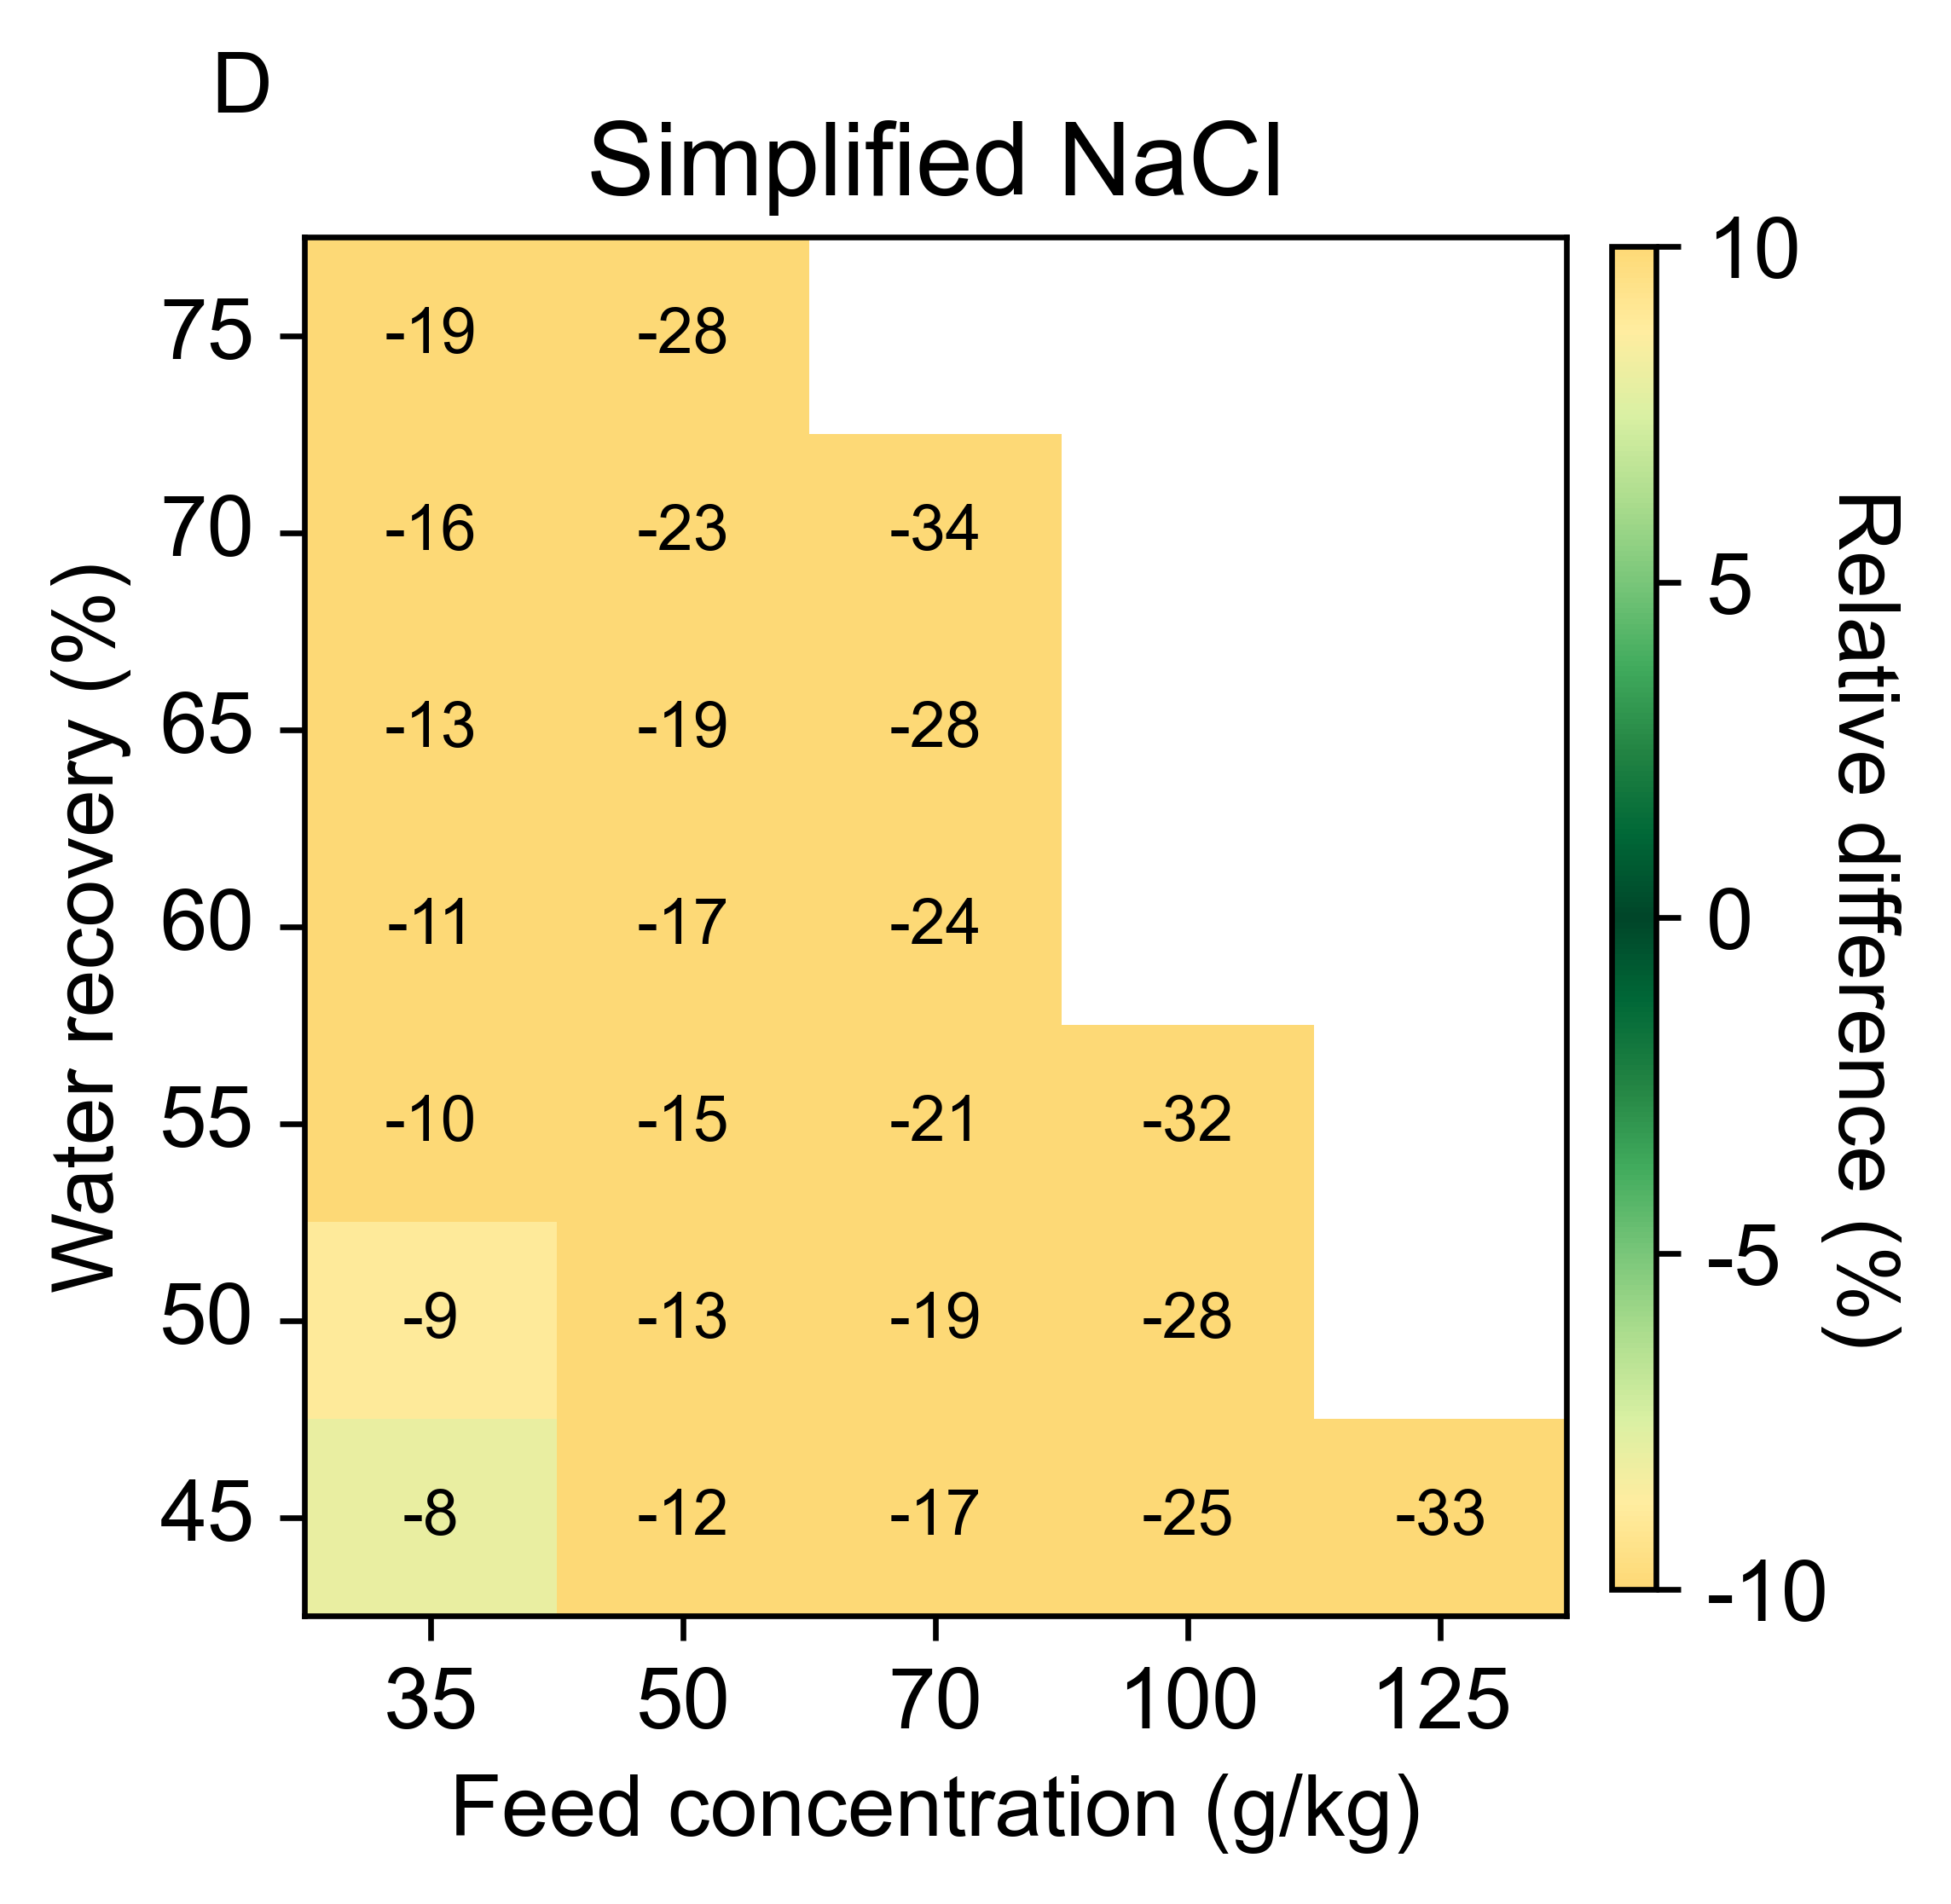 D
Simplified NaCl
Water recovery (%)
75 -19 -28
70 -16 -23 -34
65 -13 -19 -28
60 -11 -17 -24
55 -10 -15 -21 -32
50 -9 -13 -19 -28
45 -8 -12 -17 -25 -33
35 50 70 100 125
Feed concentration (g/kg)
10
5
0
-5
-10
Relative difference (%)